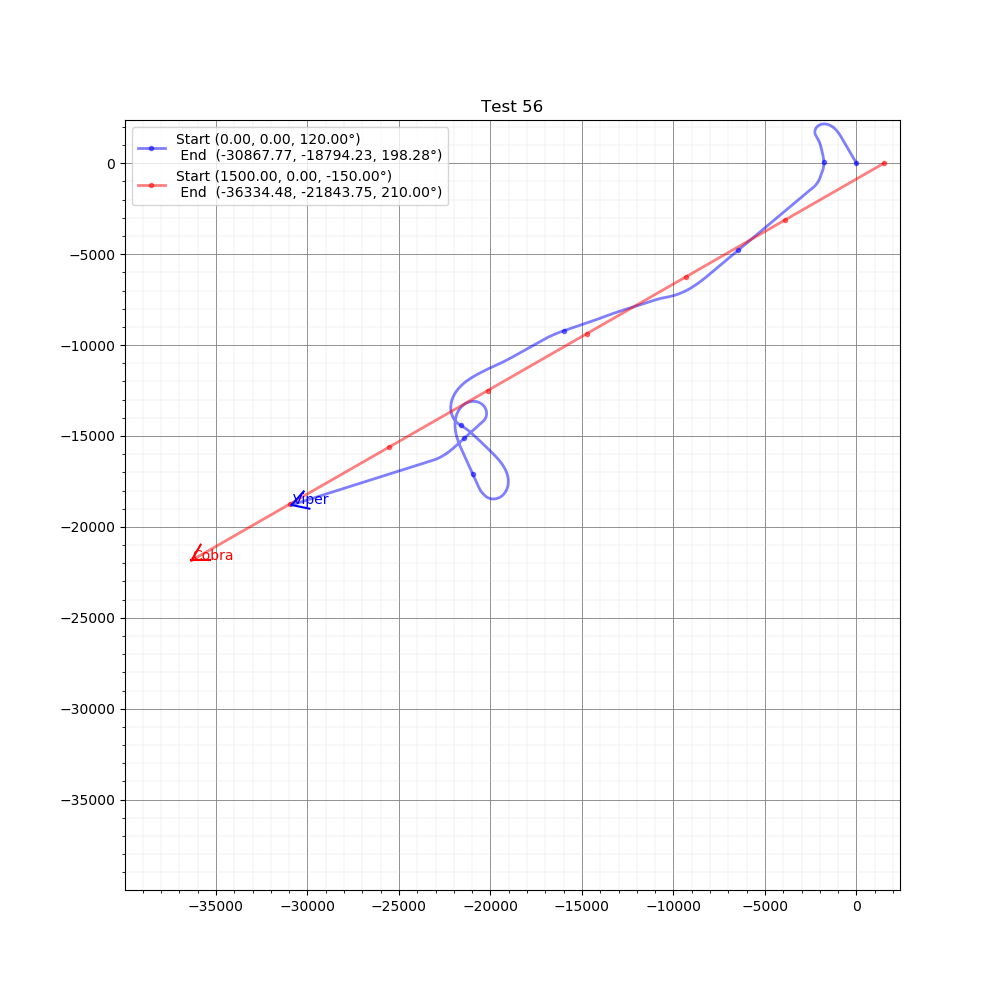 Test 56
Start (0.00, 0.00, 120.00°)
End (-30867.77, -18794.23, 198.28°)
Start (1500.00, 0.00, -150.00°)
End (-36334.48, -21843.75, 210.00°)
0
−5000
−10000
−15000
−20000
−25000
−30000
−35000
Viper
Cobra
−35000 −30000 −25000 −20000 −15000 −10000 −5000 0